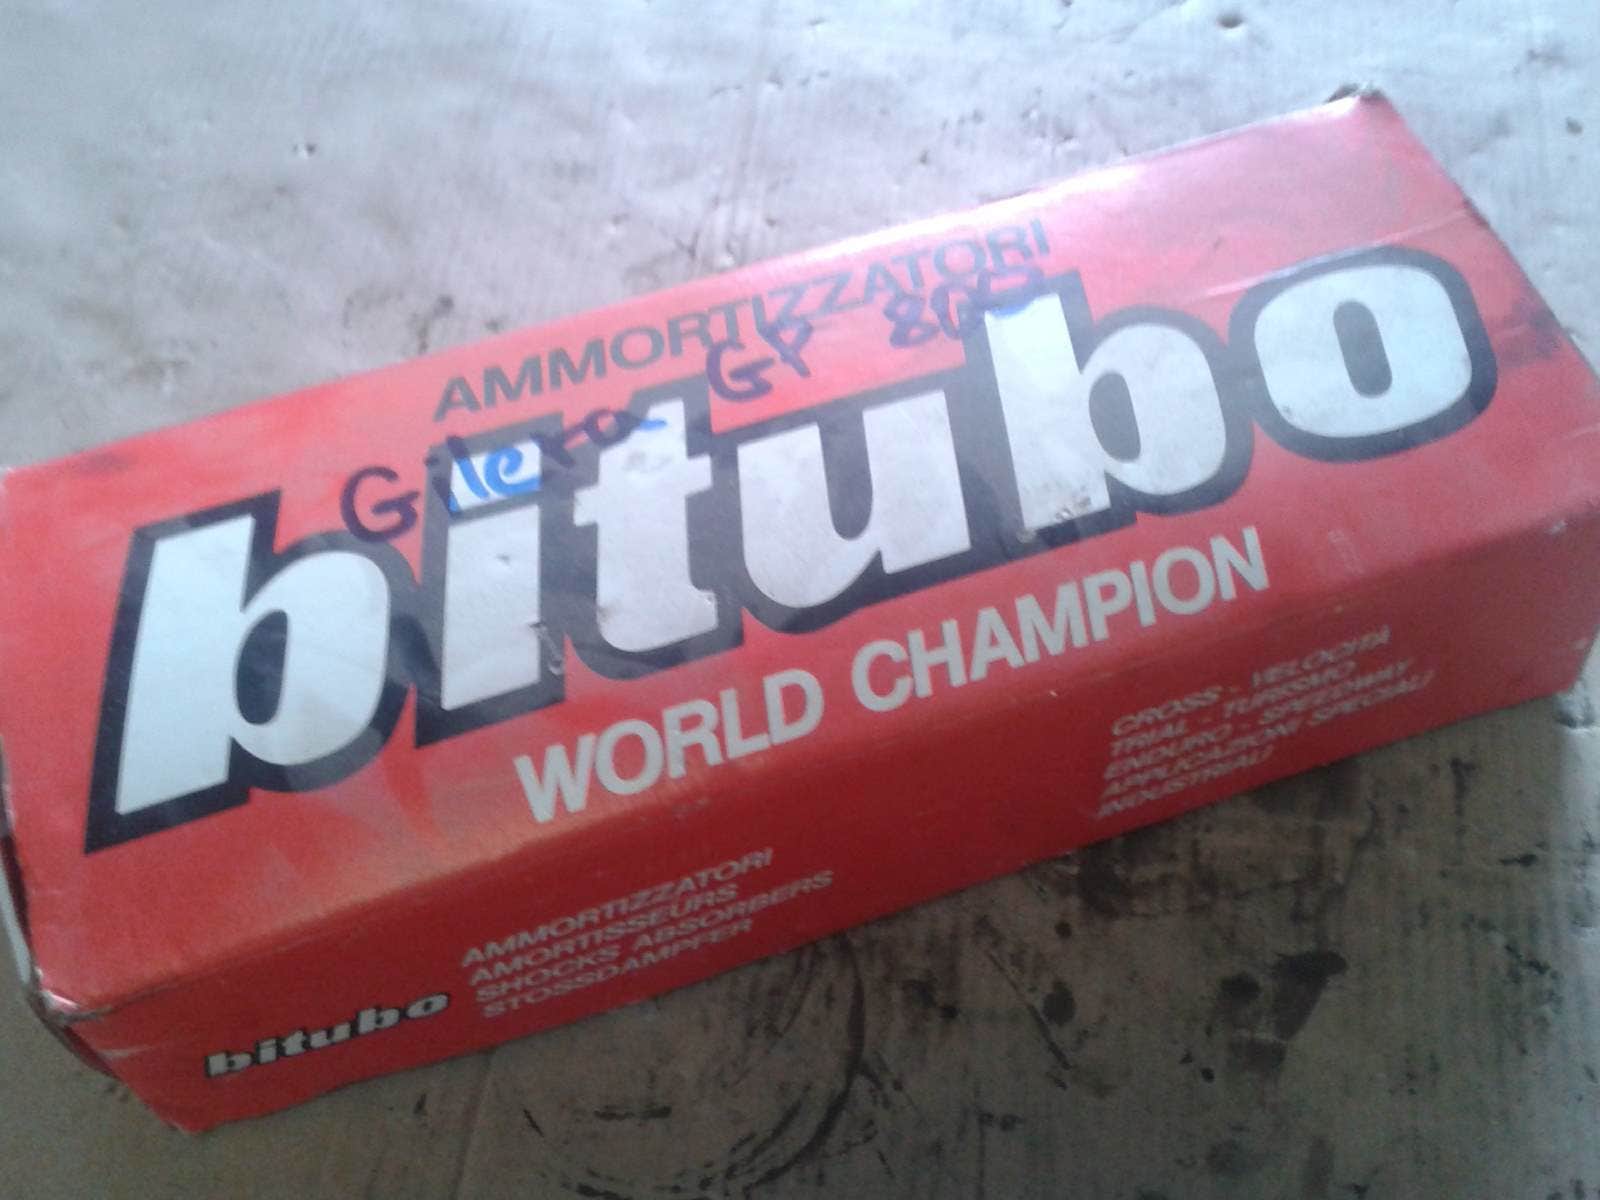 AMMORTIZZATORI
Gilera GP 800
bitubo
WORLD CHAMPION
CROSS - VELOCITA
TRIAL - TURISMO
ENDURO - SPEEDWAY
APPLICAZIONI SPECIALI
INDUSTRIALI
AMMORTIZZATORI
AMORTISSEURS
SHOCKS ABSORBERS
STOSSDAMPFER
bitubo